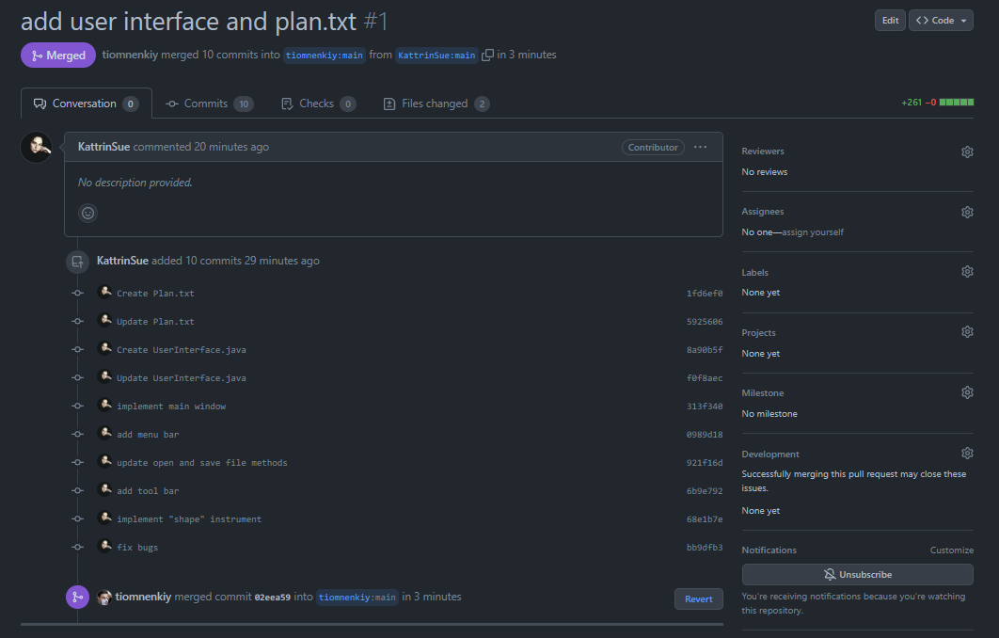 add user interface and plan.txt #1
Edit
Code
Merged
tiomnenkiy merged 10 commits into tiomnenkiy:main from KattrinSue:main in 3 minutes
Conversation 0
Commits 10
Checks 0
Files changed 2
+261 −0
KattrinSue commented 20 minutes ago
Contributor
No description provided.
KattrinSue added 10 commits 29 minutes ago
Create Plan.txt 1fd6ef0
Update Plan.txt 5925606
Create UserInterface.java 8a90b5f
Update UserInterface.java f0f8aec
implement main window 313f340
add menu bar 0989d18
update open and save file methods 921f16d
add tool bar 6b9e792
implement "shape" instrument 68e1b7e
fix bugs bb9dfb3
tiomnenkiy merged commit 02eea59 into tiomnenkiy:main in 3 minutes
Revert
Reviewers
No reviews
Assignees
No one—assign yourself
Labels
None yet
Projects
None yet
Milestone
No milestone
Development
Successfully merging this pull request may close these
issues.
None yet
Notifications
Customize
Unsubscribe
You're receiving notifications because you're watching
this repository.